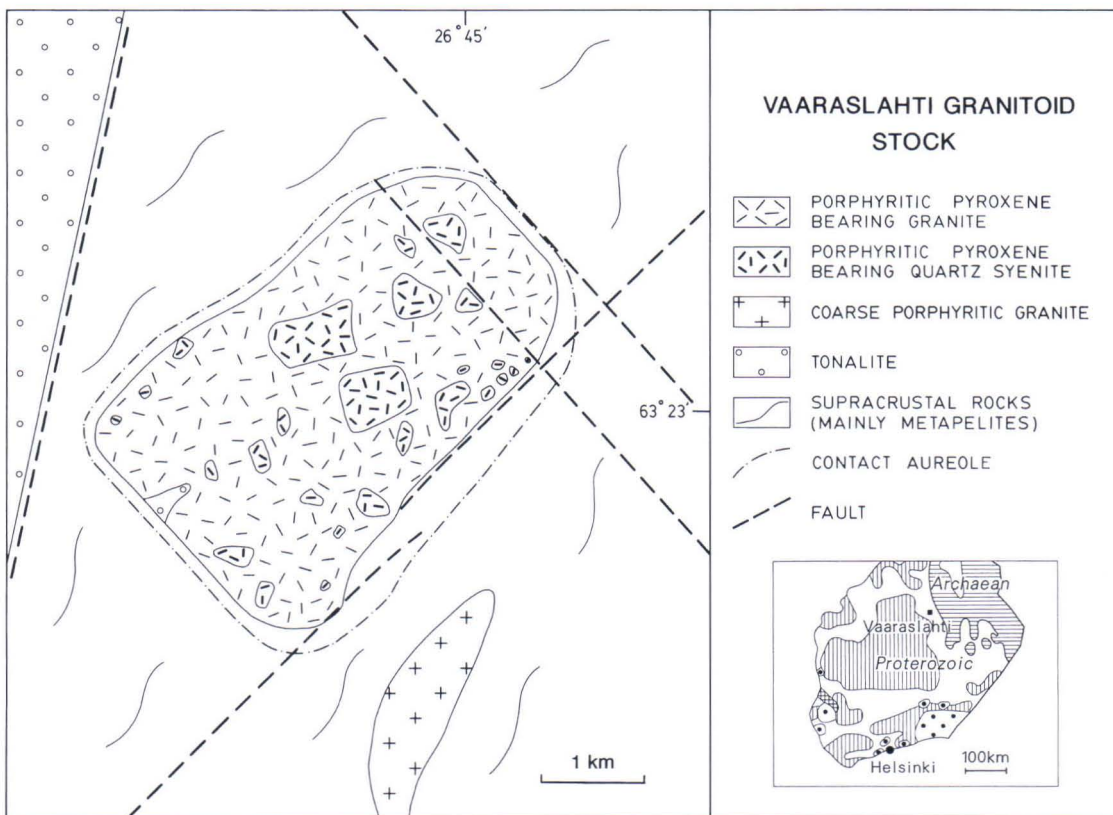 26°45'
63°23'
1 km
VAARASLAHTI GRANITOID
STOCK
PORPHYRITIC PYROXENE
BEARING GRANITE
PORPHYRITIC PYROXENE
BEARING QUARTZ SYENITE
COARSE PORPHYRITIC GRANITE
TONALITE
SUPRACRUSTAL ROCKS
(MAINLY METAPELITES)
CONTACT AUREOLE
FAULT
Archaean
Vaaraslahti
Proterozoic
Helsinki
100km